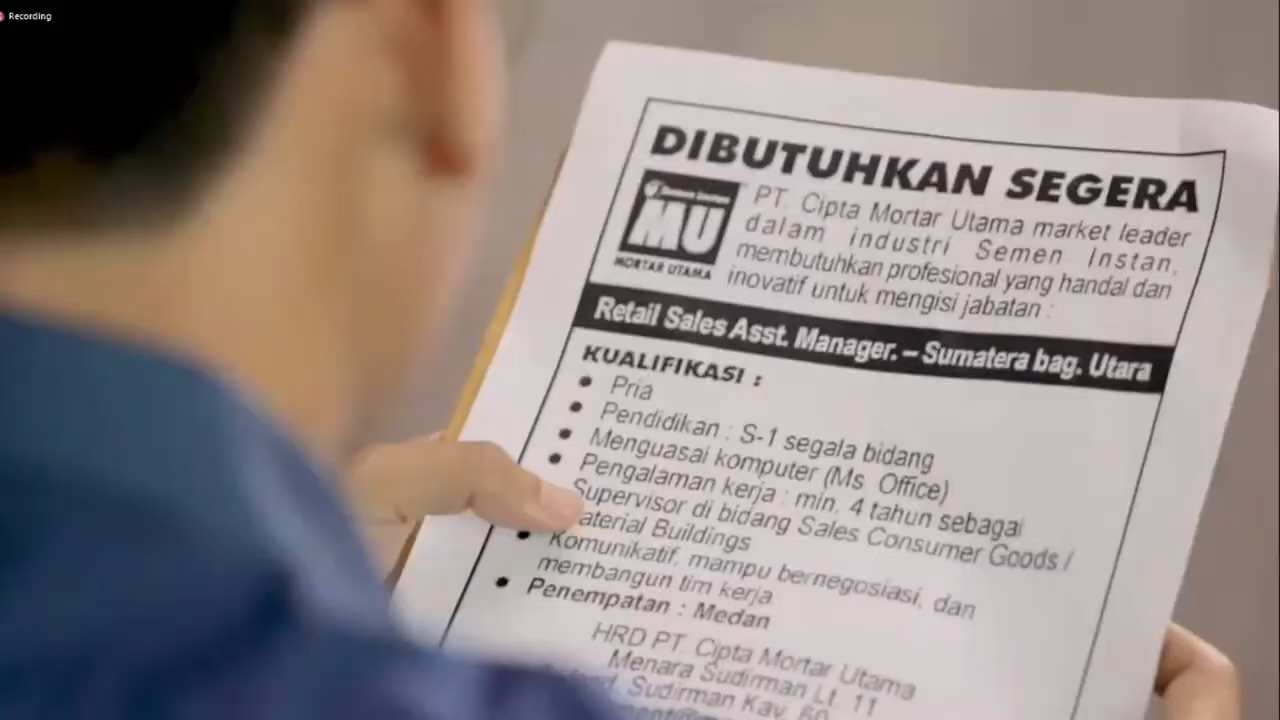 Recording
DIBUTUHKAN SEGERA
MU
MORTAR UTAMA
PT. Cipta Mortar Utama market leader
dalam industri Semen Instan,
membutuhkan profesional yang handal dan
inovatif untuk mengisi jabatan :
Retail Sales Asst. Manager. – Sumatera bag. Utara
KUALIFIKASI :
• Pria
• Pendidikan : S-1 segala bidang
• Menguasai komputer (Ms Office)
• Pengalaman kerja : min. 4 tahun sebagai
Supervisor di bidang Sales Consumer Goods /
aterial Buildings
• Komunikatif, mampu bernegosiasi, dan
membangun tim kerja
• Penempatan : Medan
HRD PT. Cipta Mortar Utama
Menara Sudirman Lt. 11
Sudirman Kav. 60